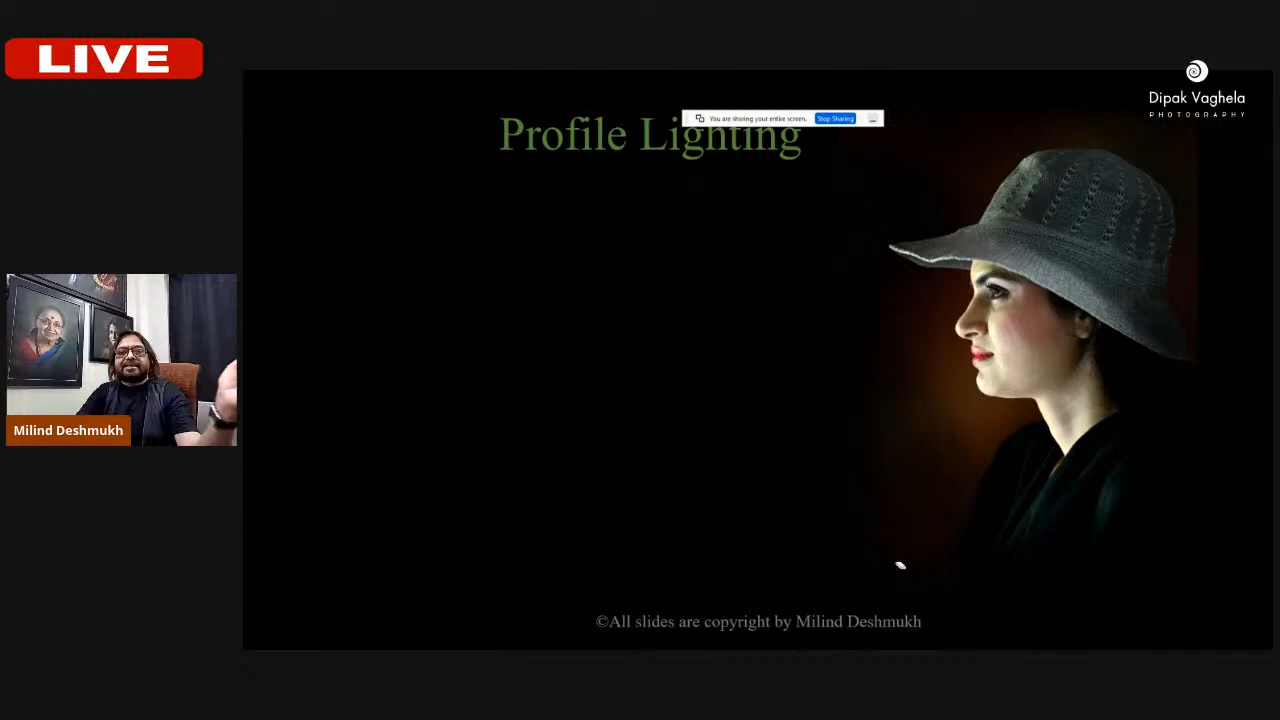 LIVE
Dipak Vaghela
PHOTOGRAPHY
You are sharing your entire screen. Stop Sharing
Profile Lighting
Milind Deshmukh
©All slides are copyright by Milind Deshmukh